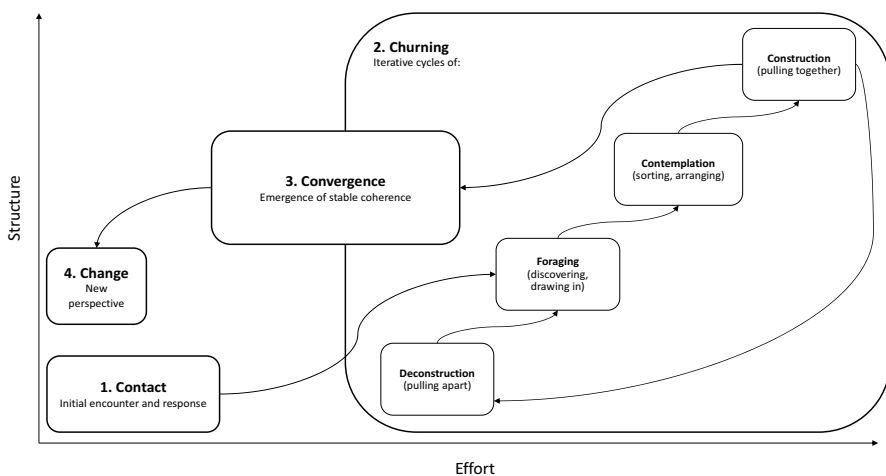 Structure
2. Churning
Iterative cycles of:
Construction
(pulling together)
Contemplation
(sorting, arranging)
3. Convergence
Emergence of stable coherence
Foraging
(discovering,
drawing in)
4. Change
New
perspective
Deconstruction
(pulling apart)
1. Contact
Initial encounter and response
Effort